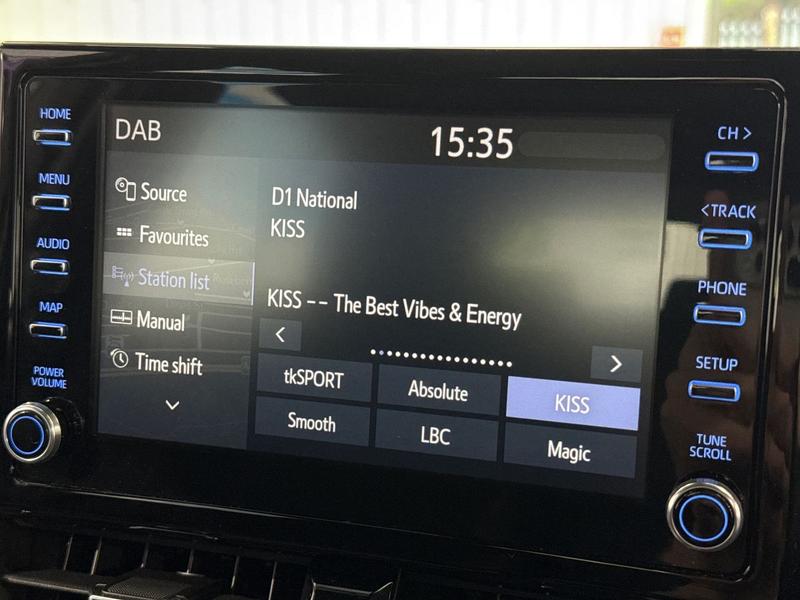 HOME
MENU
AUDIO
MAP
POWER
VOLUME
DAB
15:35
Source
Favourites
Station list
Manual
Time shift
D1 National
KISS
KISS -- The Best Vibes & Energy
<
>
tkSPORT
Absolute
KISS
Smooth
LBC
Magic
CH >
<TRACK
PHONE
SETUP
TUNE
SCROLL